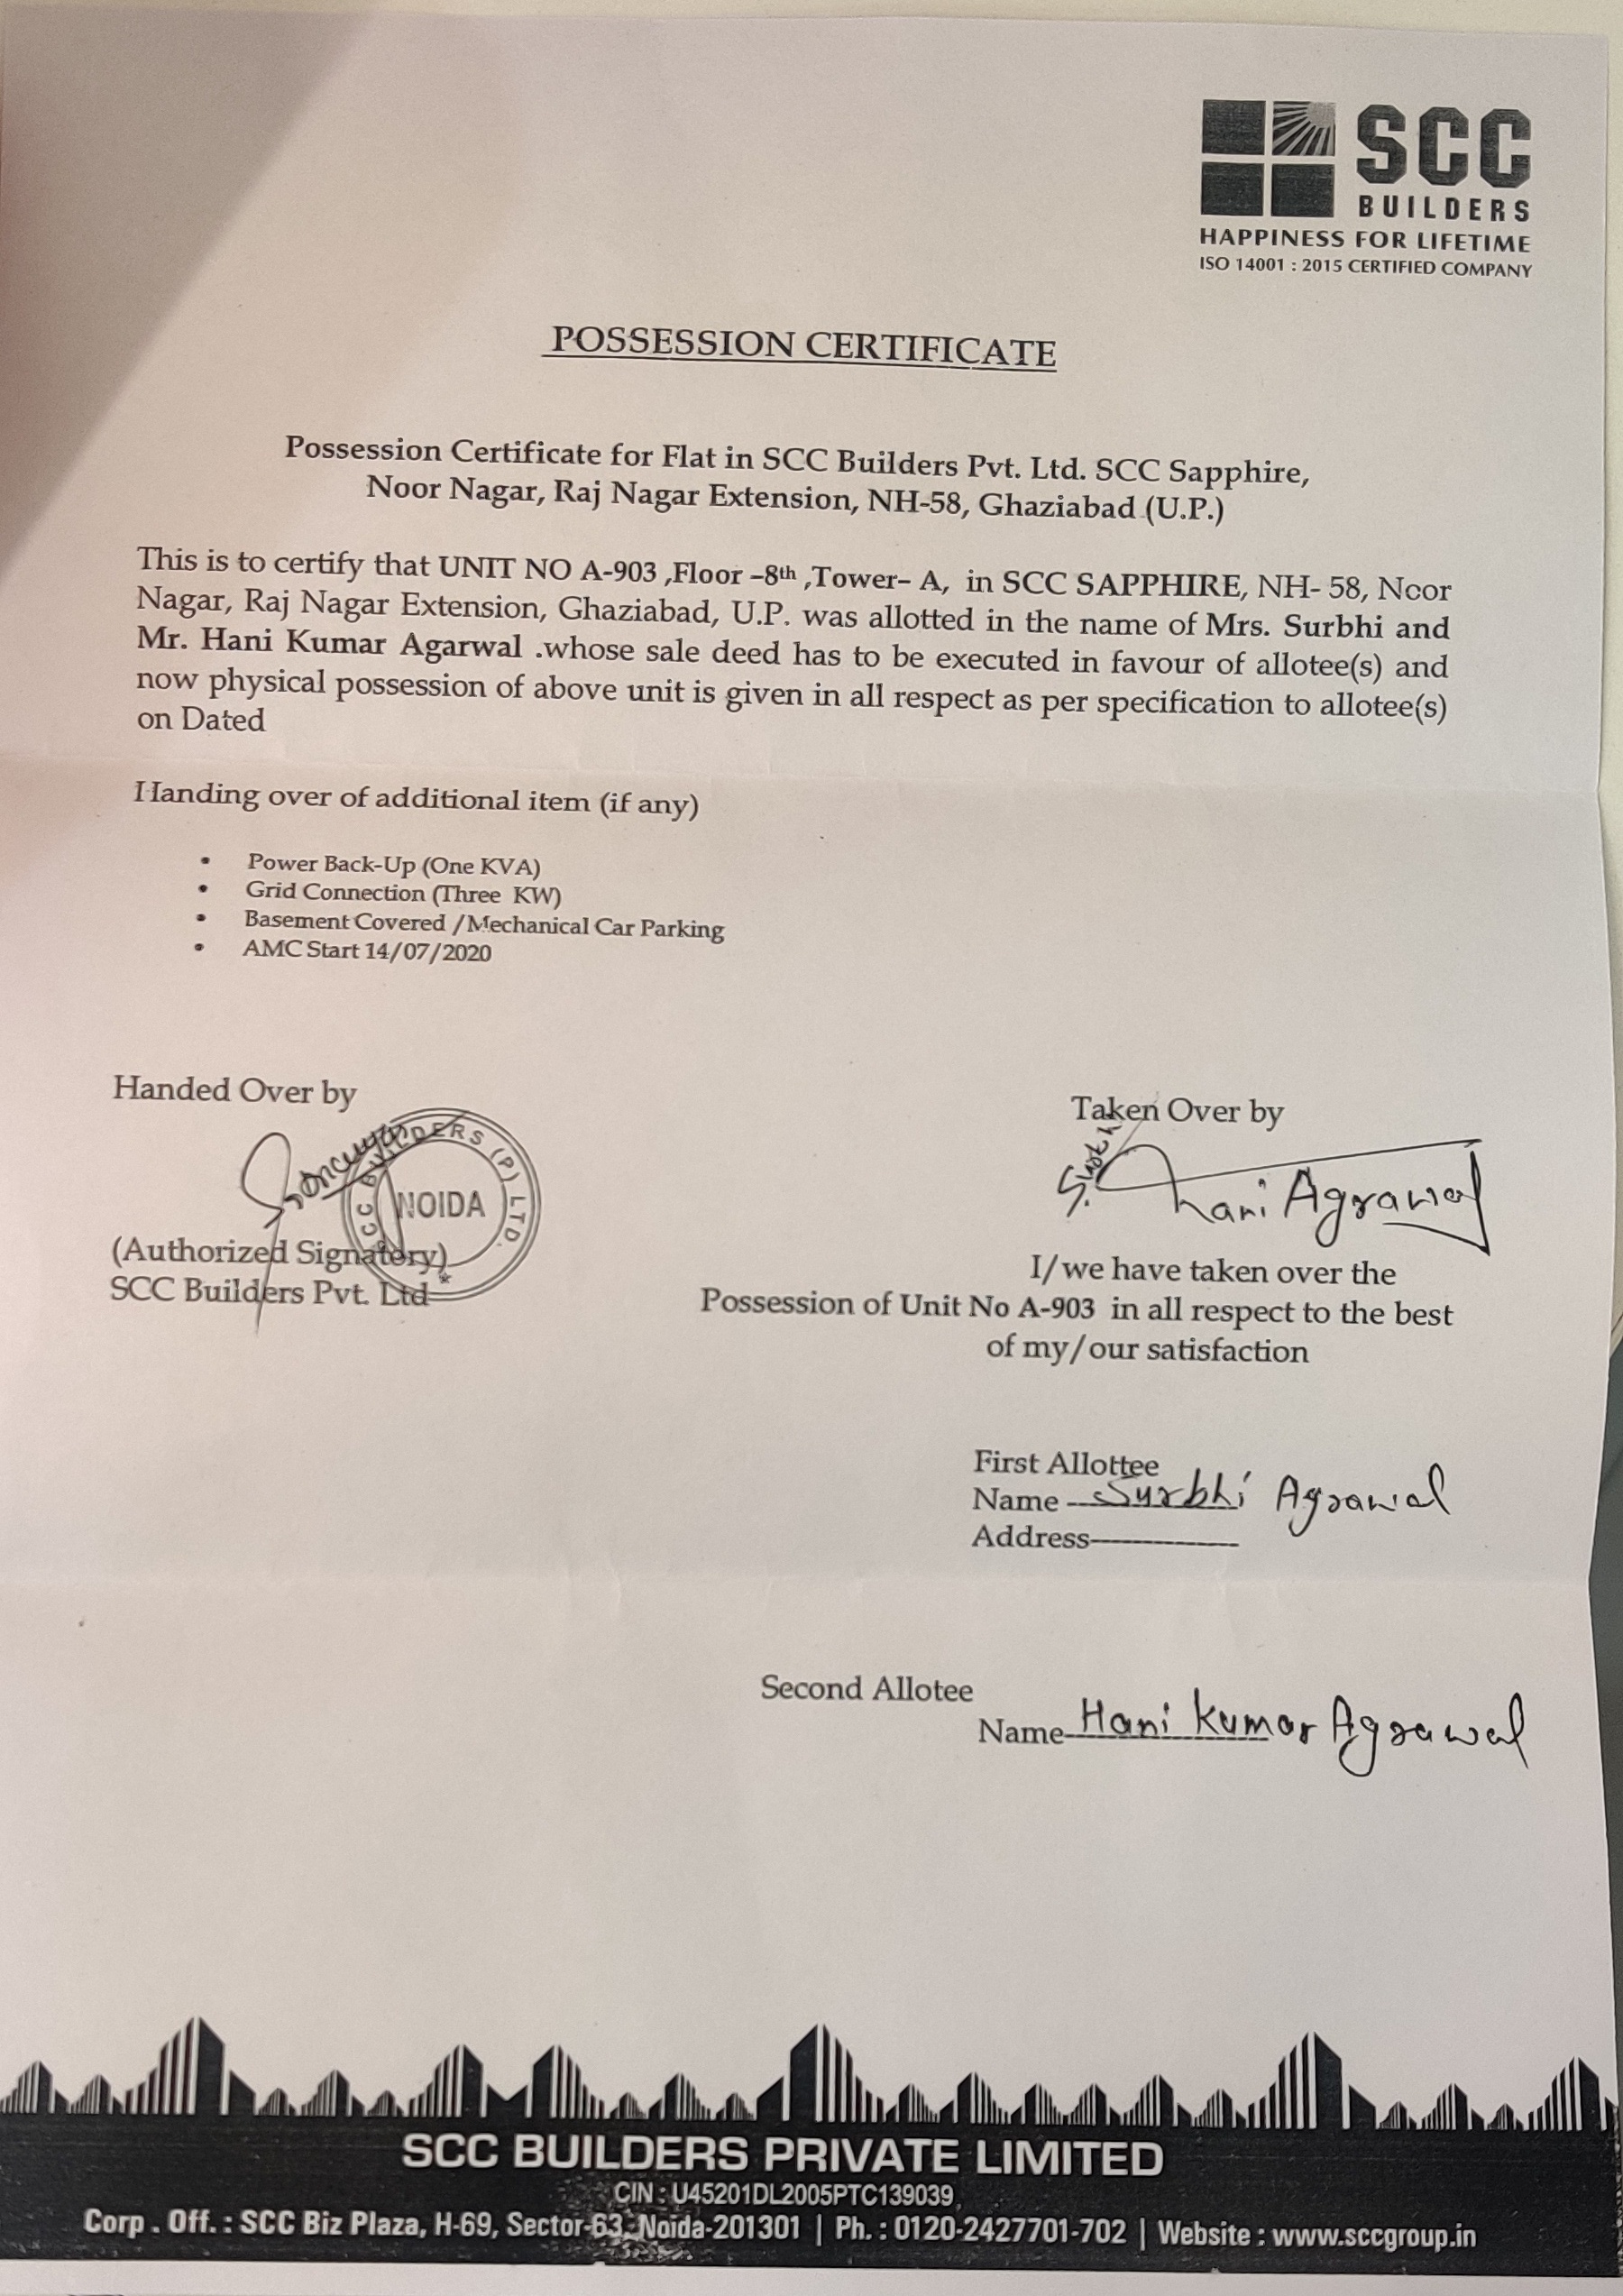 SCC
BUILDERS
HAPPINESS FOR LIFETIME
ISO 14001 : 2015 CERTIFIED COMPANY
POSSESSION CERTIFICATE
Possession Certificate for Flat in SCC Builders Pvt. Ltd. SCC Sapphire,
Noor Nagar, Raj Nagar Extension, NH-58, Ghaziabad (U.P.)
This is to certify that UNIT NO A-903 ,Floor –8th ,Tower– A, in SCC SAPPHIRE, NH- 58, Noor
Nagar, Raj Nagar Extension, Ghaziabad, U.P. was allotted in the name of Mrs. Surbhi and
Mr. Hani Kumar Agarwal .whose sale deed has to be executed in favour of allotee(s) and
now physical possession of above unit is given in all respect as per specification to allotee(s)
on Dated
Handing over of additional item (if any)
• Power Back-Up (One KVA)
• Grid Connection (Three KW)
• Basement Covered /Mechanical Car Parking
• AMC Start 14/07/2020
Handed Over by
SCC BUILDERS (P) LTD.
NOIDA
(Authorized Signatory)
SCC Builders Pvt. Ltd
Taken Over by
Surbhi
Hani Agrawal
I/we have taken over the
Possession of Unit No A-903 in all respect to the best
of my/our satisfaction
First Allottee
Name Surbhi Agrawal
Address
Second Allotee
Name Hani Kumar Agrawal
SCC BUILDERS PRIVATE LIMITED
CIN : U45201DL2005PTC139039
Corp . Off. : SCC Biz Plaza, H-69, Sector-63, Noida-201301 | Ph. : 0120-2427701-702 | Website : www.sccgroup.in